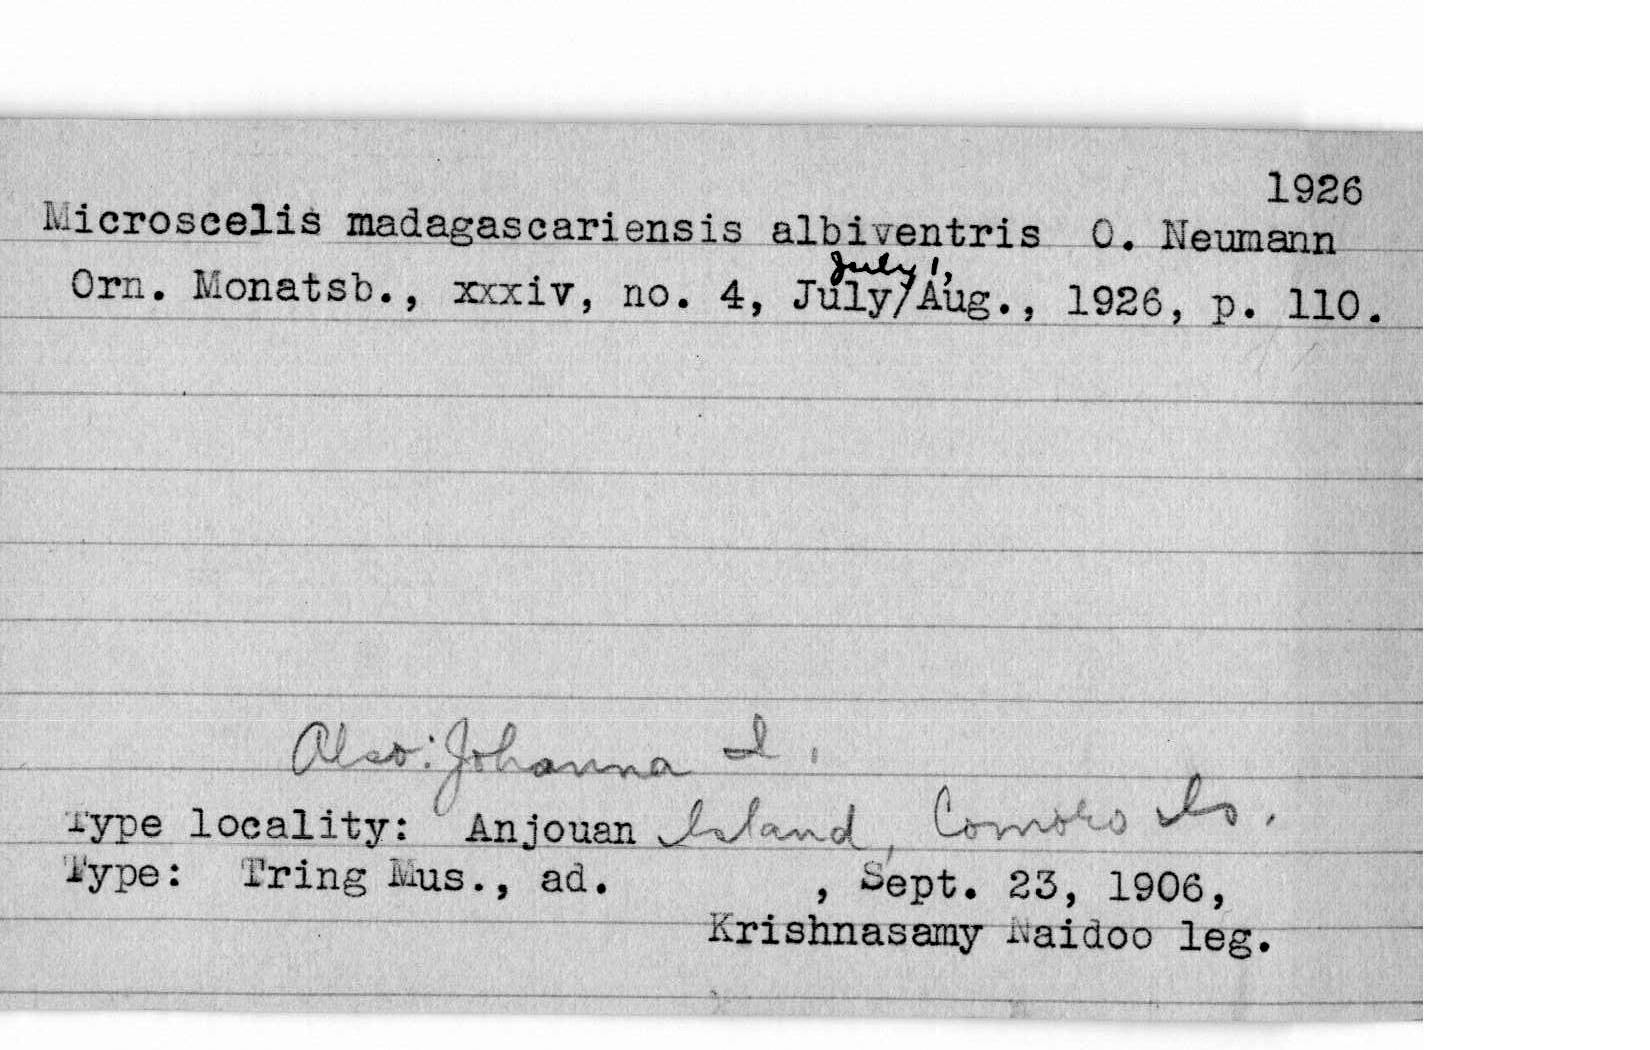 1926
Microscelis madagascariensis albiventris O. Neumann
July 1,
Orn. Monatsb., xxxiv, no. 4, July/Aug., 1926, p. 110.
Also: Johanna I.
Type locality: Anjouan Island, Comoro Is.
Type: Tring Mus., ad. , Sept. 23, 1906,
Krishnasamy Naidoo leg.